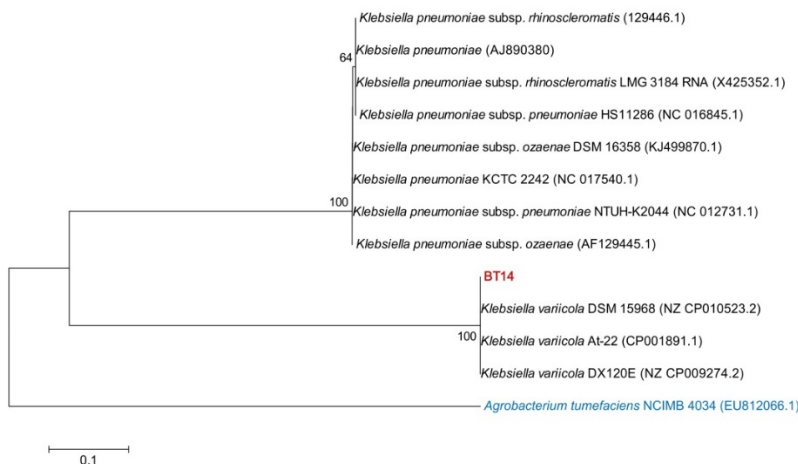 Klebsiella pneumoniae subsp. rhinoscleromatis (129446.1)
64
Klebsiella pneumoniae (AJ890380)
Klebsiella pneumoniae subsp. rhinoscleromatis LMG 3184 RNA (X425352.1)
Klebsiella pneumoniae subsp. pneumoniae HS11286 (NC 016845.1)
Klebsiella pneumoniae subsp. ozaenae DSM 16358 (KJ499870.1)
Klebsiella pneumoniae KCTC 2242 (NC 017540.1)
100
Klebsiella pneumoniae subsp. pneumoniae NTUH-K2044 (NC 012731.1)
Klebsiella pneumoniae subsp. ozaenae (AF129445.1)
BT14
Klebsiella variicola DSM 15968 (NZ CP010523.2)
100
Klebsiella variicola At-22 (CP001891.1)
Klebsiella variicola DX120E (NZ CP009274.2)
Agrobacterium tumefaciens NCIMB 4034 (EU812066.1)
0.1